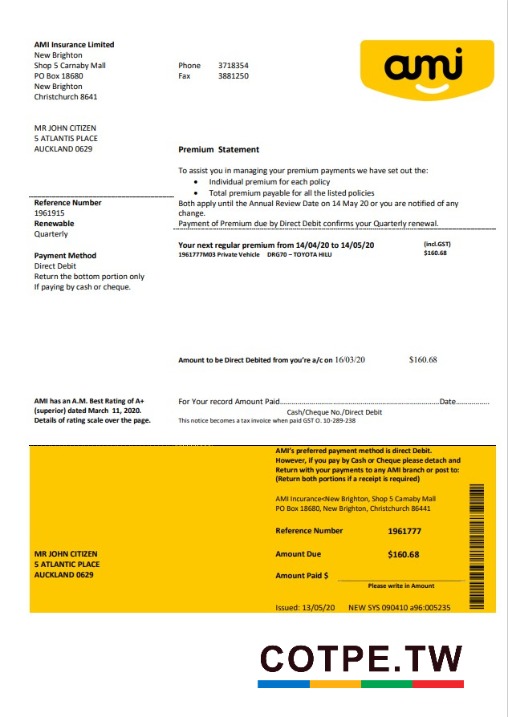 AMI Insurance Limited
New Brighton
Shop 5 Carnaby Mall
PO Box 18680
New Brighton
Christchurch 8641
Phone 3718354
Fax 3881250
ami
MR JOHN CITIZEN
5 ATLANTIS PLACE
AUCKLAND 0629
Premium Statement
To assist you in managing your premium payments we have set out the:
• Individual premium for each policy
• Total premium payable for all the listed policies
Both apply until the Annual Review Date on 14 May 20 or you are notified of any
change.
Payment of Premium due by Direct Debit confirms your Quarterly renewal.
Reference Number
1961915
Renewable
Quarterly
Payment Method
Direct Debit
Return the bottom portion only
If paying by cash or cheque.
Your next regular premium from 14/04/20 to 14/05/20 (incl.GST)
1961777M03 Private Vehicle DRG70 – TOYOTA HILU $160.68
Amount to be Direct Debited from you're a/c on 16/03/20 $160.68
AMI has an A.M. Best Rating of A+
(superior) dated March 11, 2020.
Details of rating scale over the page.
For Your record Amount Paid..........Date..........
Cash/Cheque No./Direct Debit
This notice becomes a tax invoice when paid GST O. 10-289-238
AMI's preferred payment method is direct Debit.
However, if you pay by Cash or Cheque please detach and
Return with your payments to any AMI branch or post to:
(Return both portions if a receipt is required)
AMI Incurance<New Brighton, Shop 5 Carnaby Mall
PO Box 18680, New Brighton, Christchurch 86441
Reference Number 1961777
MR JOHN CITIZEN
5 ATLANTIC PLACE
AUCKLAND 0629
Amount Due $160.68
Amount Paid $
Please write in Amount
Issued: 13/05/20 NEW SYS 090410 a96:005235
COTPE.TW